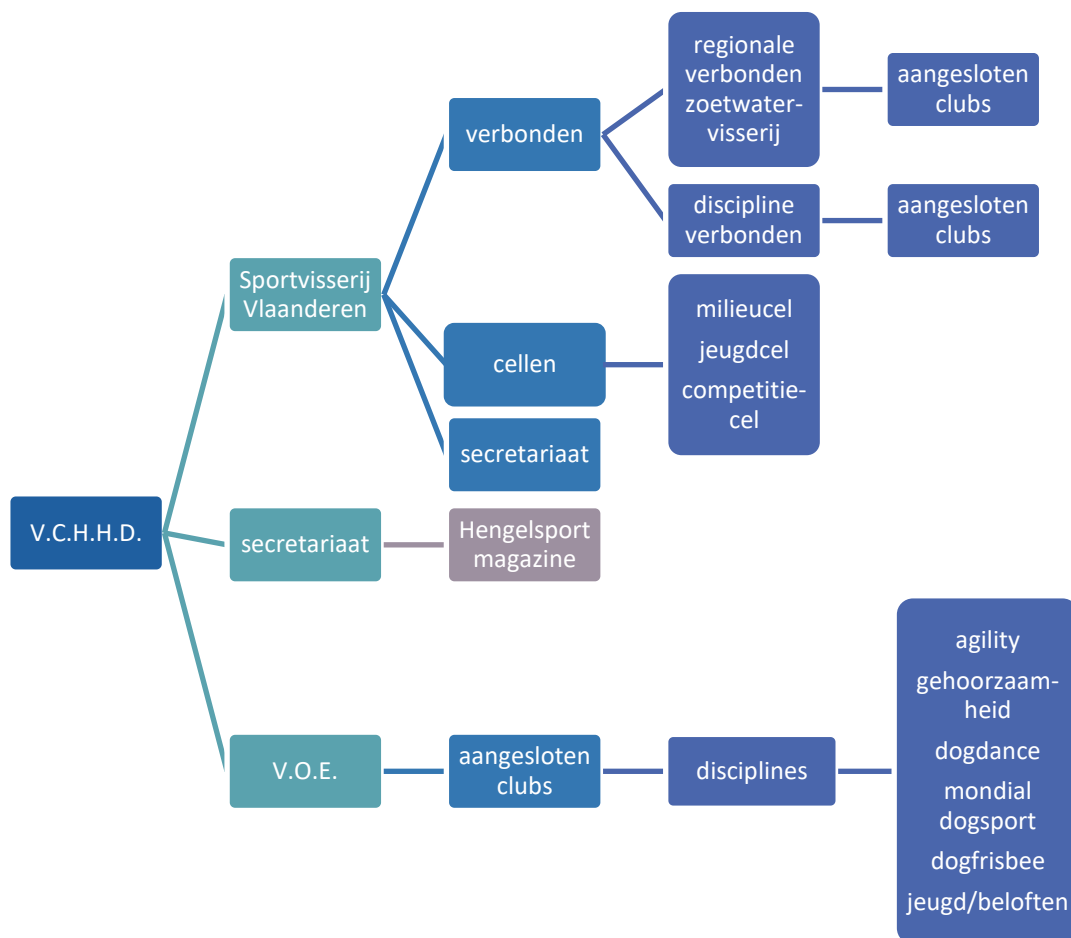 V.C.H.H.D.
Sportvisserij
Vlaanderen
verbonden
regionale
verbonden
zoetwater-
visserij
aangesloten
clubs
discipline
verbonden
aangesloten
clubs
cellen
milieucel
jeugdcel
competitie-
cel
secretariaat
secretariaat
Hengelsport
magazine
V.O.E.
aangesloten
clubs
disciplines
agility
gehoorzaam-
heid
dogdance
mondial
dogsport
dogfrisbee
jeugd/beloften